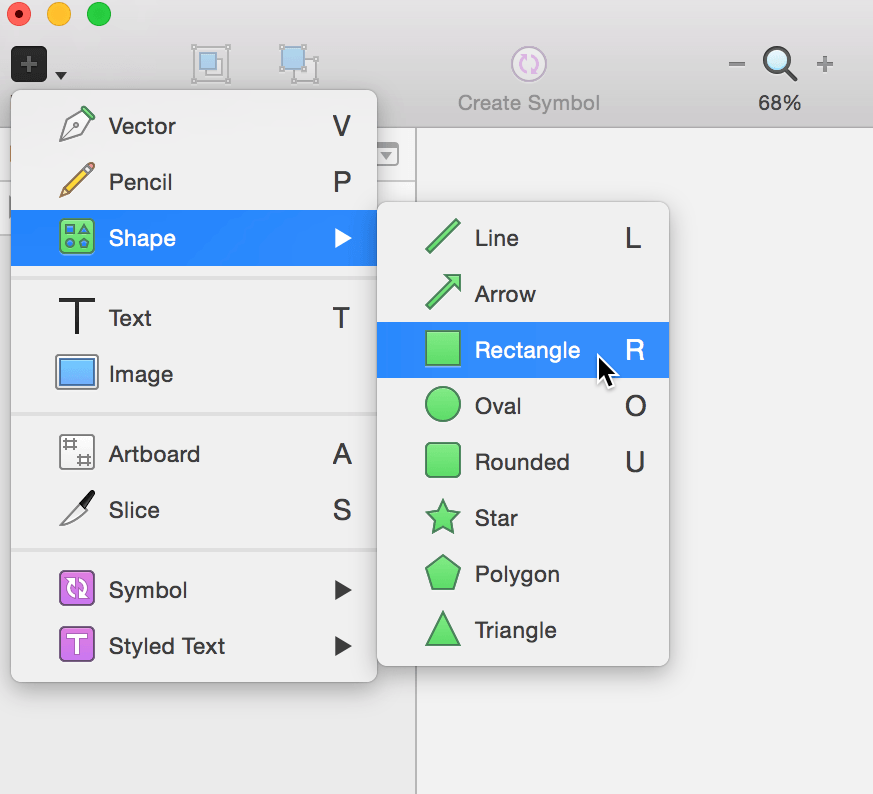 Create Symbol
68%
Vector V
Pencil P
Shape
Text T
Image
Artboard A
Slice S
Symbol
Styled Text
Line L
Arrow
Rectangle R
Oval O
Rounded U
Star
Polygon
Triangle